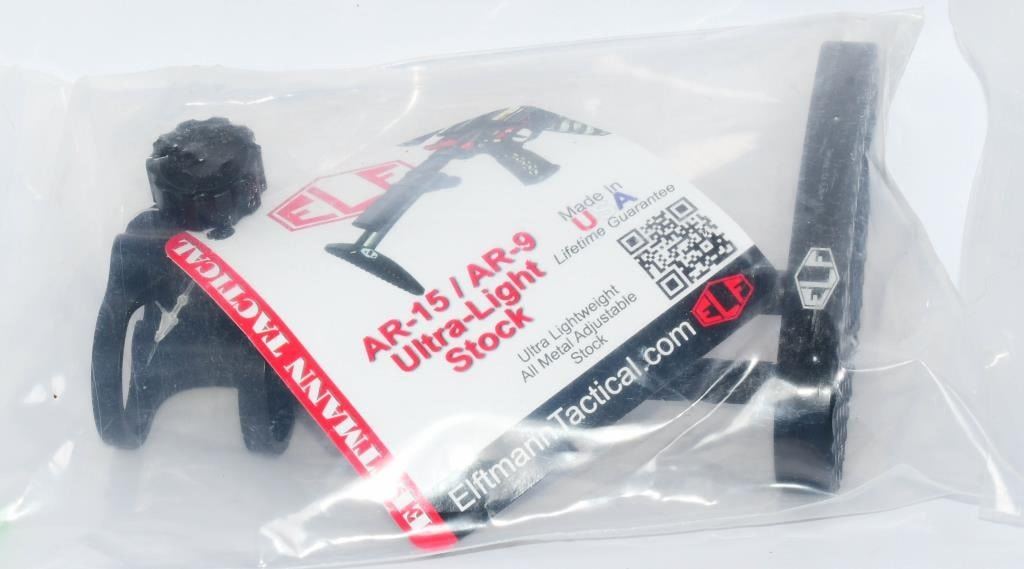 ELF
Made In
USA
Lifetime Guarantee
AR-15 / AR-9
Ultra-Light
Stock
Ultra Lightweight
All Metal Adjustable
Stock
TACTICAL
ELFTMANN TACTICAL
ElftmannTactical.com
ELF
ELF